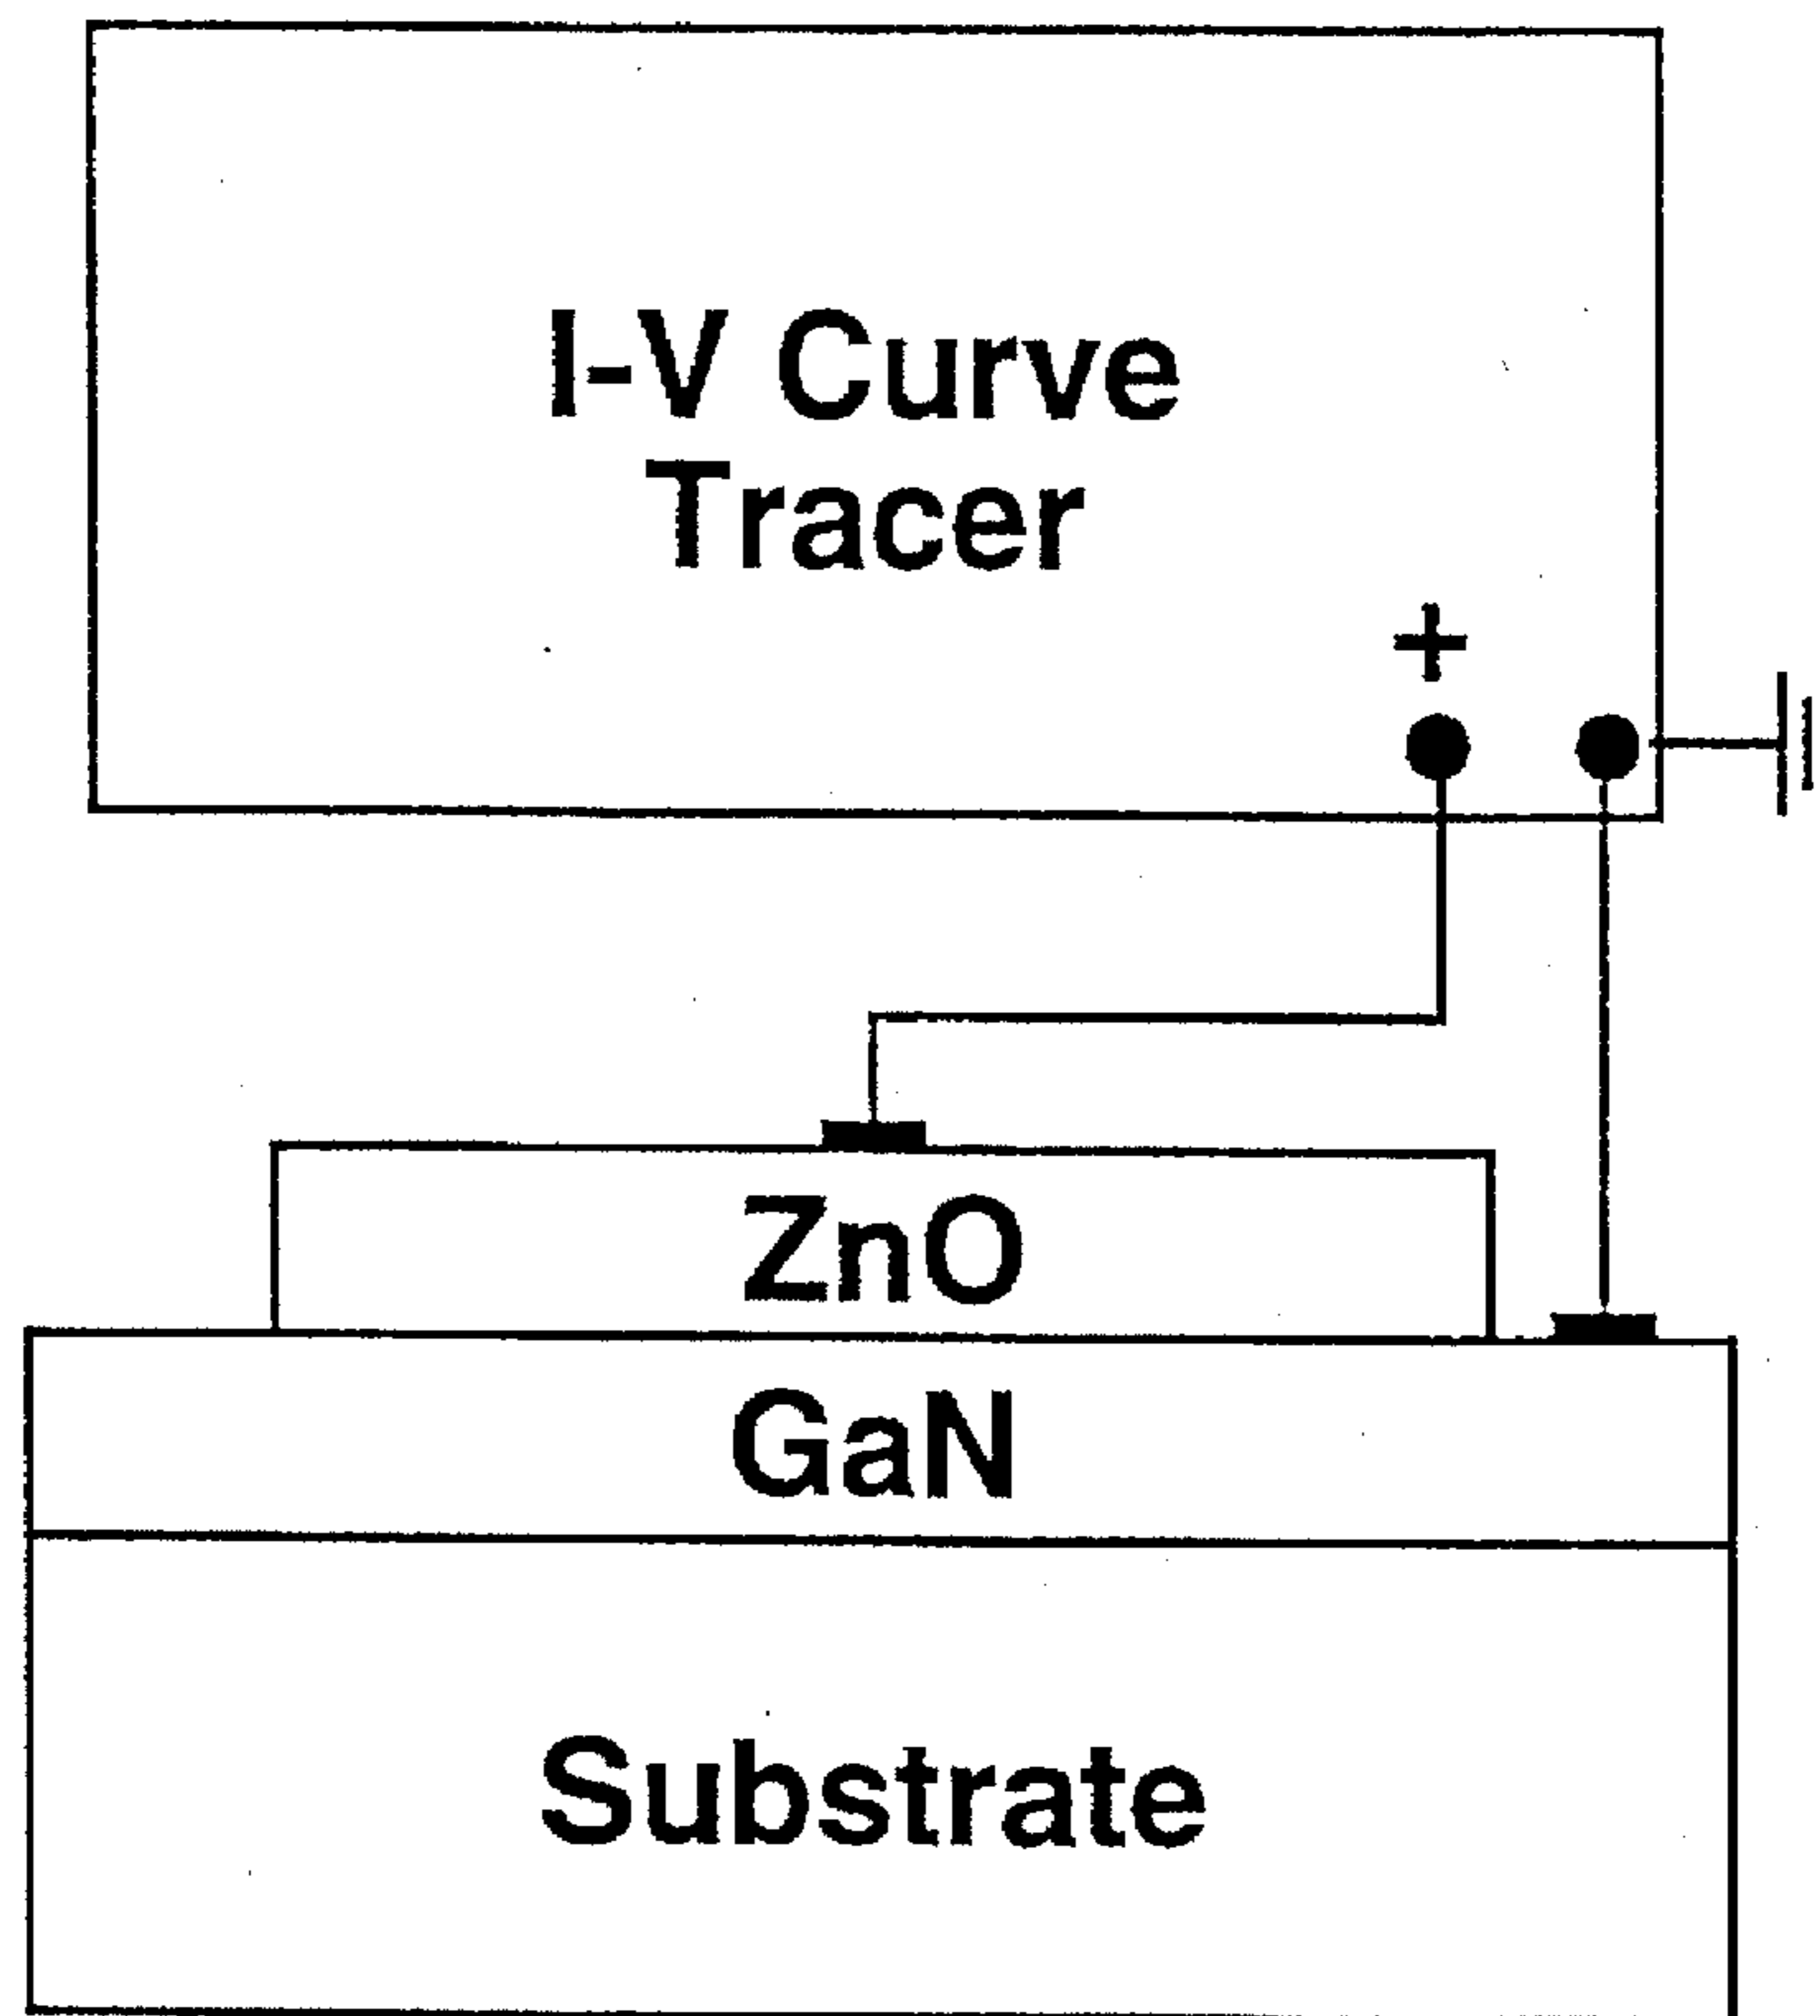 I-V Curve
Tracer
+
ZnO
GaN
Substrate